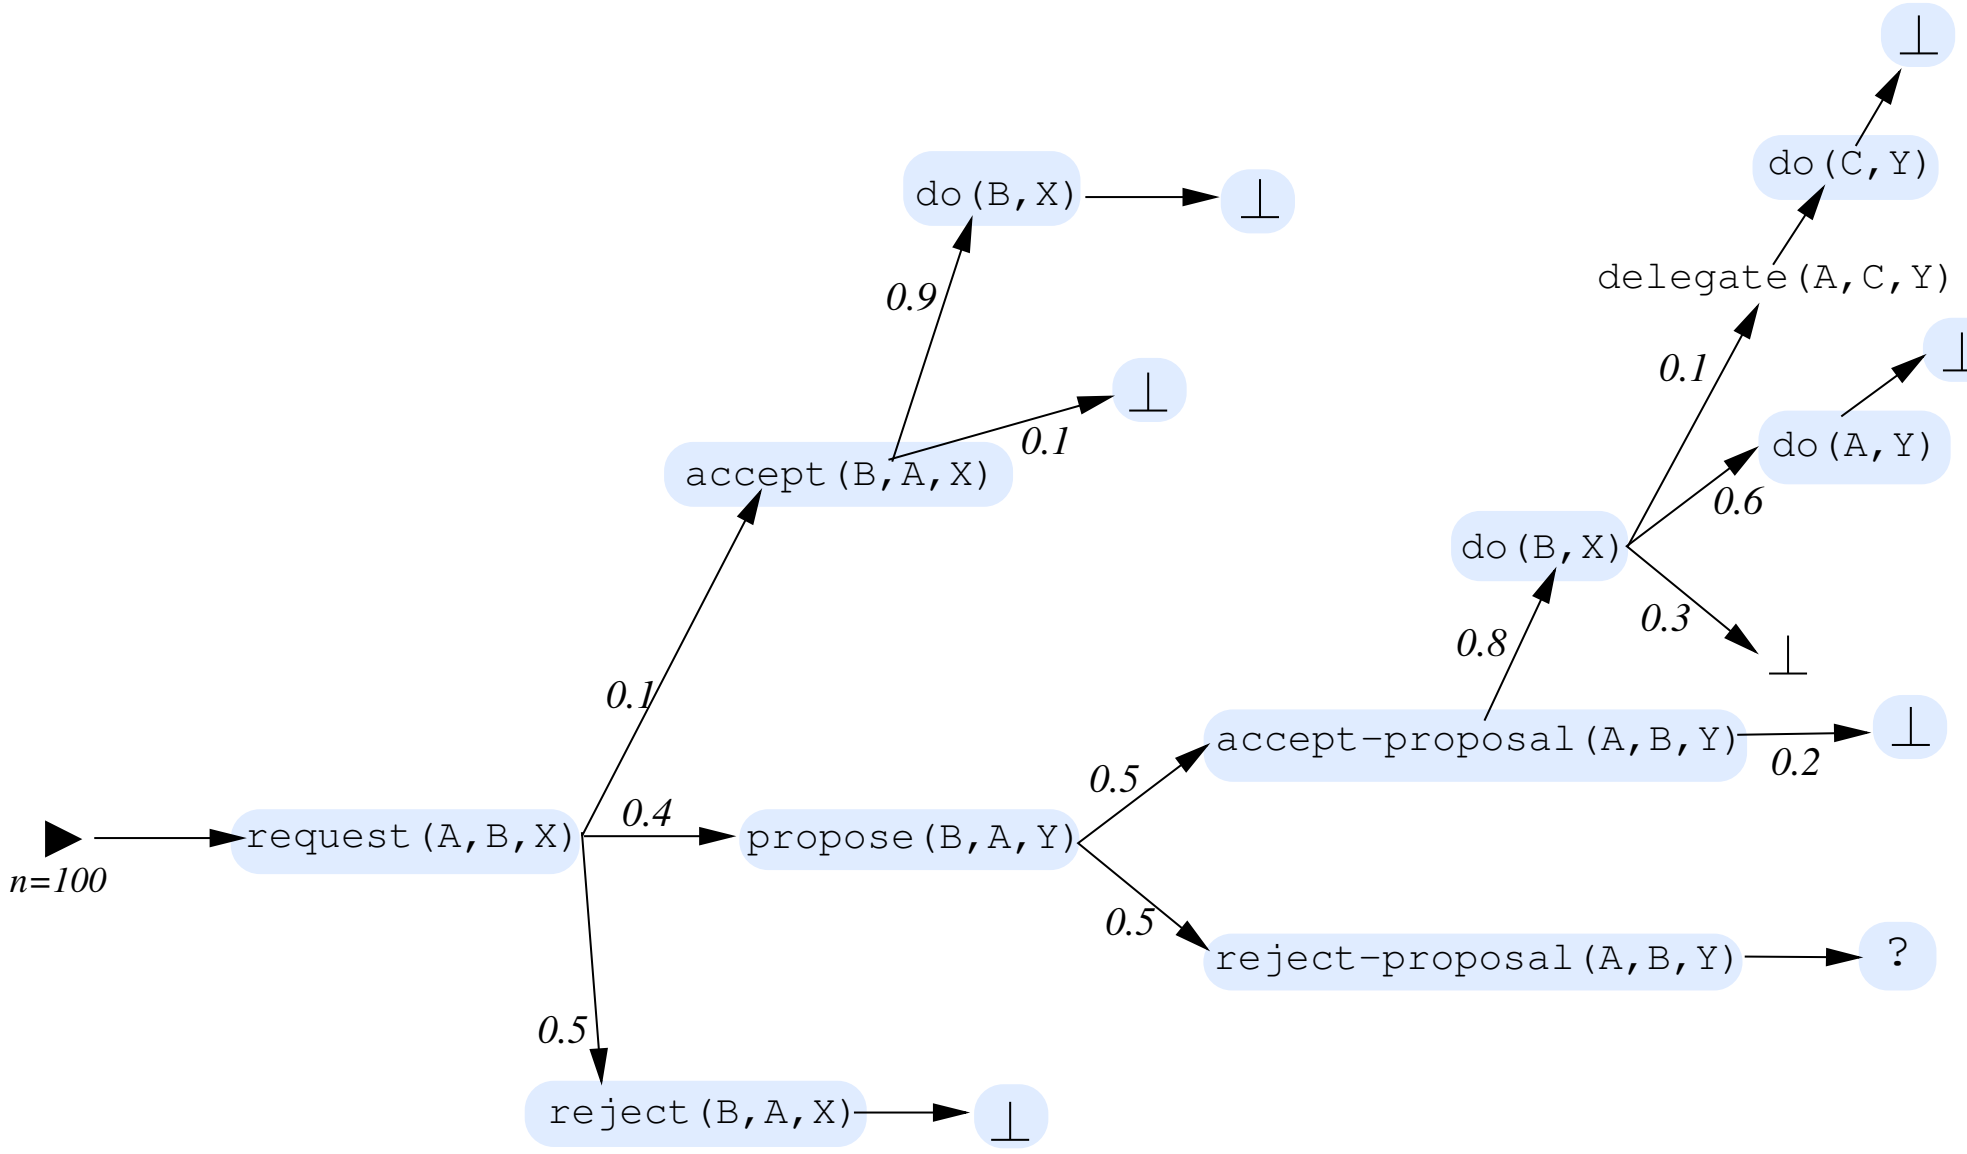 ⊥
do(C,Y)
do(B,X)
⊥
delegate(A,C,Y)
0.9
0.1
⊥
⊥
0.1
do(A,Y)
accept(B,A,X)
0.6
do(B,X)
0.3
0.8
⊥
0.1
accept-proposal(A,B,Y)
⊥
0.2
0.5
0.4
request(A,B,X)
propose(B,A,Y)
n=100
0.5
reject-proposal(A,B,Y)
?
0.5
reject(B,A,X)
⊥